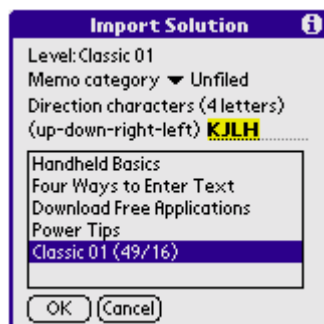 Import Solution i
Level: Classic 01
Memo category Unfiled
Direction characters (4 letters)
(up-down-right-left) KJLH
Handheld Basics
Four Ways to Enter Text
Download Free Applications
Power Tips
Classic 01 (49/16)
OK Cancel